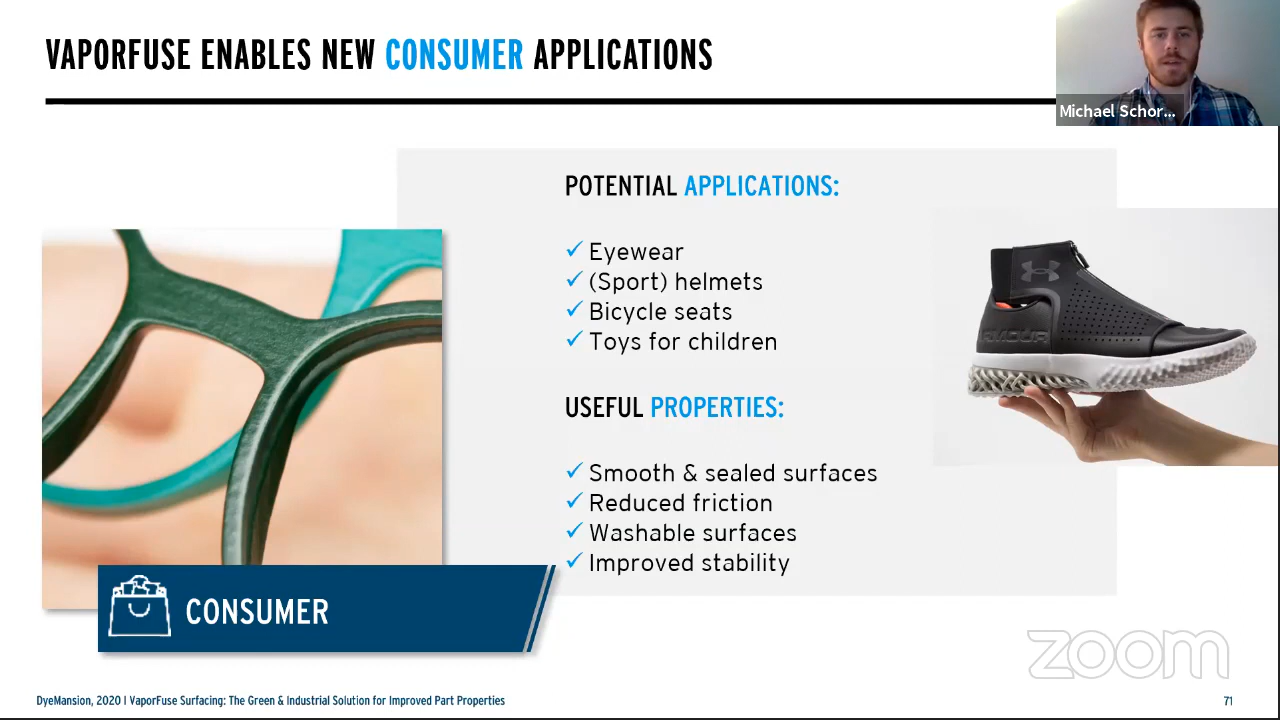 VAPORFUSE ENABLES NEW CONSUMER APPLICATIONS
Michael Schor...
POTENTIAL APPLICATIONS:
✓ Eyewear
✓ (Sport) helmets
✓ Bicycle seats
✓ Toys for children
USEFUL PROPERTIES:
✓ Smooth & sealed surfaces
✓ Reduced friction
✓ Washable surfaces
✓ Improved stability
CONSUMER
zoom
DyeMansion, 2020 I VaporFuse Surfacing: The Green & Industrial Solution for Improved Part Properties
71